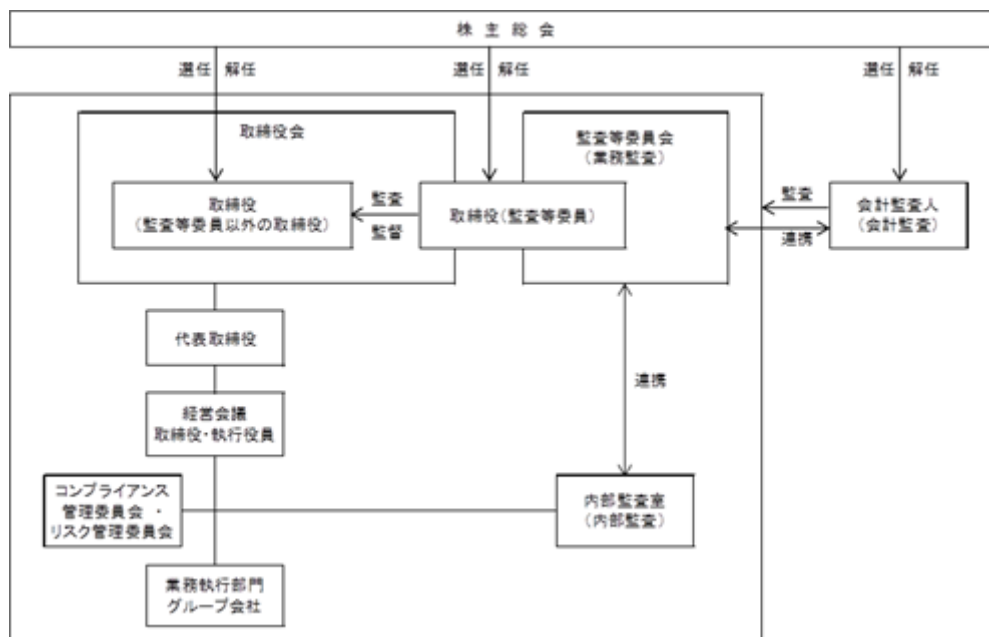 株主総会
選任 解任
選任 解任
選任 解任
取締役会
監査等委員会
(業務監査)
取締役
(監査等委員以外の取締役)
監査
監督
取締役(監査等委員)
監査
連携
会計監査人
(会計監査)
代表取締役
連携
経営会議
取締役・執行役員
コンプライアンス
管理委員会 ・
リスク管理委員会
内部監査室
(内部監査)
業務執行部門
グループ会社